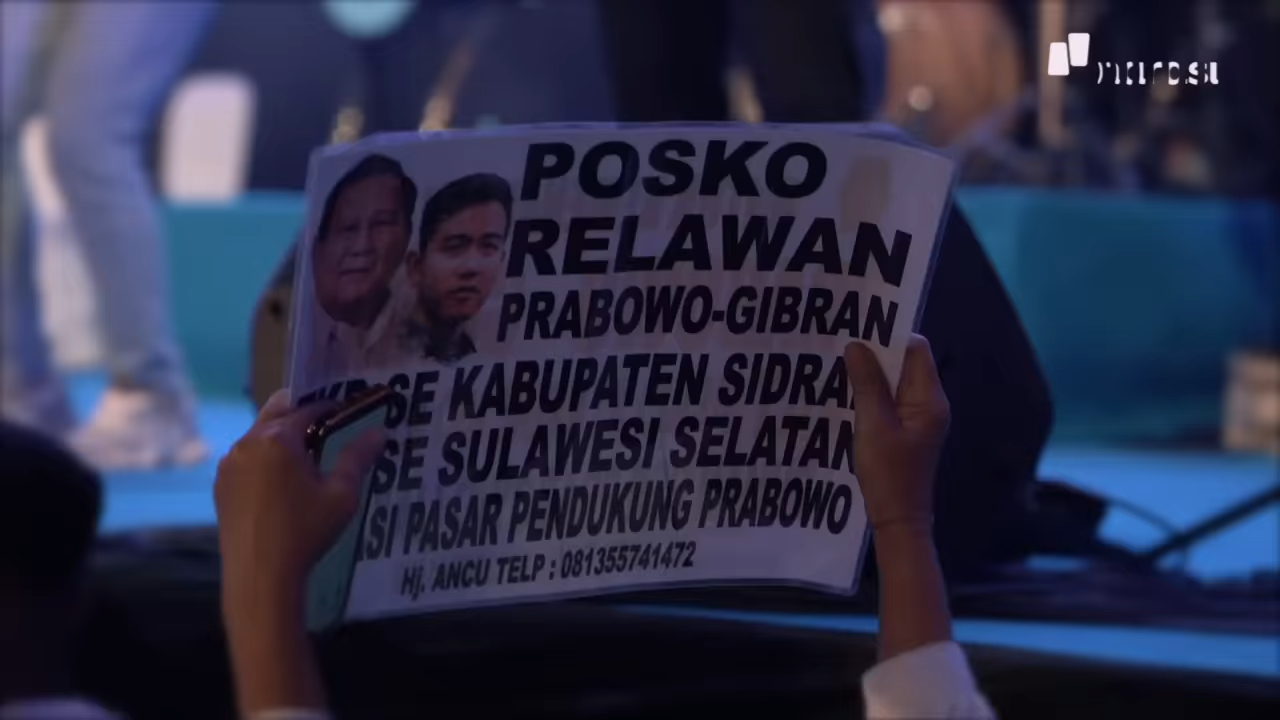 POSKO
RELAWAN
PRABOWO-GIBRAN
SE KABUPATEN
SE SULAWESI SELATAN
PASAR PENDUKUNG PRABOWO
Hj. ANCU TELP : 081355741472